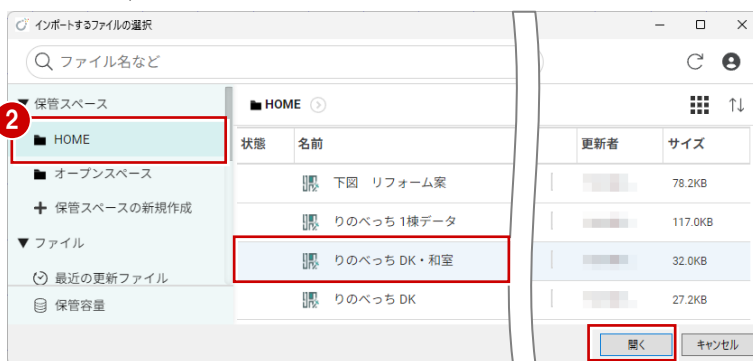 インポートするファイルの選択
ファイル名など
▼ 保管スペース
HOME
2
HOME
オープンスペース
保管スペースの新規作成
▼ ファイル
最近の更新ファイル
保管容量
状態 名前 更新者 サイズ
下図 リフォーム案 78.2KB
りのべっち 1棟データ 117.0KB
りのべっち DK・和室 32.0KB
りのべっち DK 27.2KB
開く キャンセル